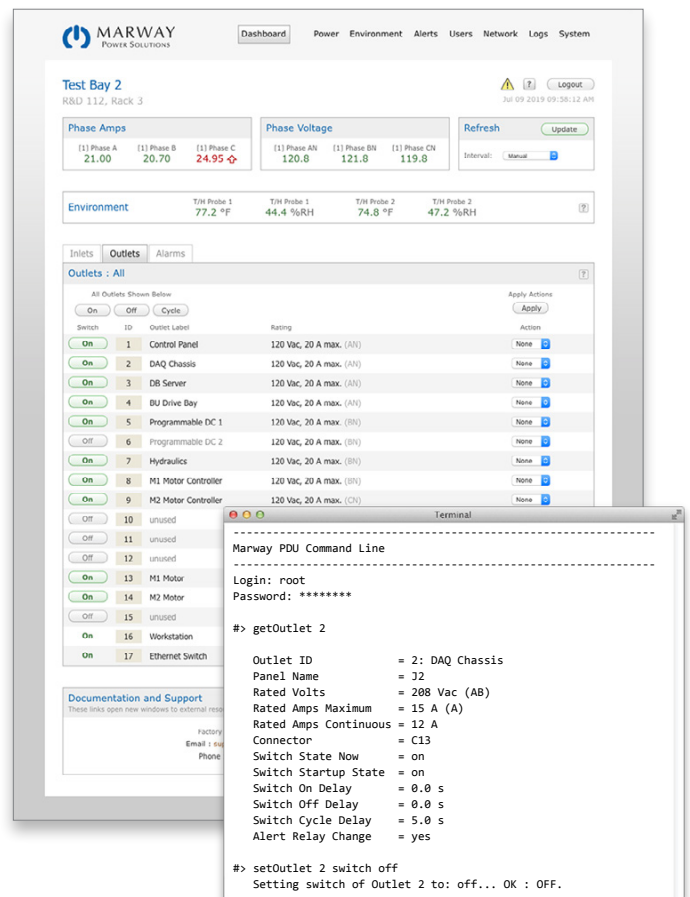 MARWAY
POWER SOLUTIONS
Dashboard Power Environment Alerts Users Network Logs System
Test Bay 2
R&D 112, Rack 3
? Logout
Jul 09 2019 09:58:12 AM
Phase Amps
[1] Phase A [1] Phase B [1] Phase C
21.00 20.70 24.95
Phase Voltage
[1] Phase AN [1] Phase BN [1] Phase CN
120.8 121.8 119.8
Refresh Update
Interval: Manual
Environment
T/H Probe 1 T/H Probe 1 T/H Probe 2 T/H Probe 2
77.2 °F 44.4 %RH 74.8 °F 47.2 %RH
?
Inlets Outlets Alarms
Outlets : All ?
All Outlets Shown Below Apply Actions
On Off Cycle Apply
Switch ID Outlet Label Rating Action
On 1 Control Panel 120 Vac, 20 A max. (AN) None
On 2 DAQ Chassis 120 Vac, 20 A max. (AN) None
On 3 DB Server 120 Vac, 20 A max. (AN) None
On 4 BU Drive Bay 120 Vac, 20 A max. (AN) None
On 5 Programmable DC 1 120 Vac, 20 A max. (BN) None
Off 6 Programmable DC 2 120 Vac, 20 A max. (BN) None
On 7 Hydraulics 120 Vac, 20 A max. (BN) None
On 8 M1 Motor Controller 120 Vac, 20 A max. (BN) None
On 9 M2 Motor Controller 120 Vac, 20 A max. (CN) None
Off 10 unused
Off 11 unused
Off 12 unused
On 13 M1 Motor
On 14 M2 Motor
Off 15 unused
On 16 Workstation
On 17 Ethernet Switch
Documentation and Support
These links open new windows to external reso
Factory
Email : sup
Phone
Terminal
Marway PDU Command Line
Login: root
Password: ********
#> getOutlet 2
Outlet ID = 2: DAQ Chassis
Panel Name = J2
Rated Volts = 208 Vac (AB)
Rated Amps Maximum = 15 A (A)
Rated Amps Continuous = 12 A
Connector = C13
Switch State Now = on
Switch Startup State = on
Switch On Delay = 0.0 s
Switch Off Delay = 0.0 s
Switch Cycle Delay = 5.0 s
Alert Relay Change = yes
#> setOutlet 2 switch off
Setting switch of Outlet 2 to: off... OK : OFF.